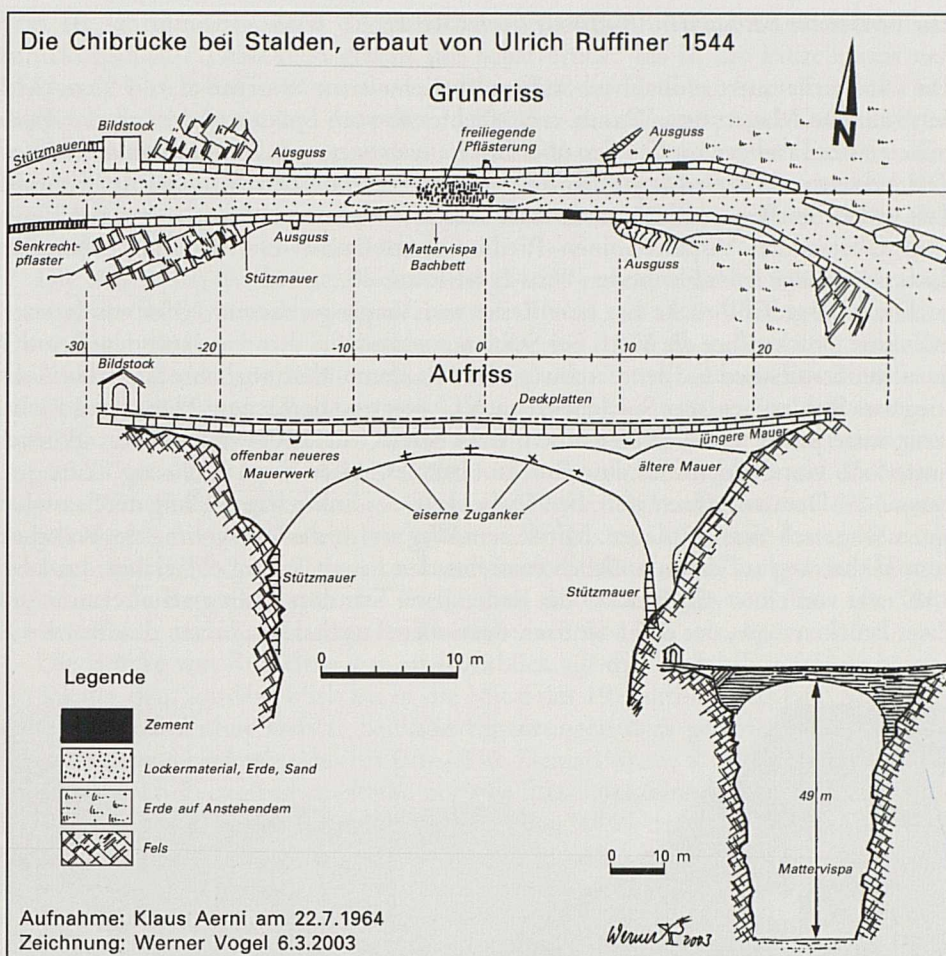 Die Chibrücke bei Stalden, erbaut von Ulrich Ruffiner 1544
Grundriss
N
Stützmauer
Bildstock
Ausguss
freiliegende
Pflästerung
Ausguss
Senkrecht-
pflaster
Stützmauer
Ausguss
Mattervispa
Bachbett
Ausguss
-30
-20
-10
0
10
20
Bildstock
Aufriss
Deckplatten
offenbar neueres
Mauerwerk
jüngere Mauer
ältere Mauer
eiserne Zuganker
Stützmauer
Stützmauer
0 10 m
Legende
Zement
Lockermaterial, Erde, Sand
Erde auf Anstehendem
Fels
49 m
0 10 m
Mattervispa
Aufnahme: Klaus Aerni am 22.7.1964
Zeichnung: Werner Vogel 6.3.2003
Werner 2003